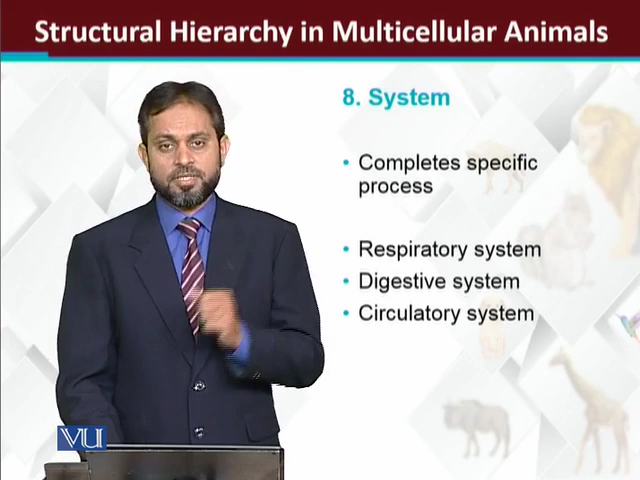 Structural Hierarchy in Multicellular Animals
8. System
• Completes specific
process
• Respiratory system
• Digestive system
• Circulatory system
VU